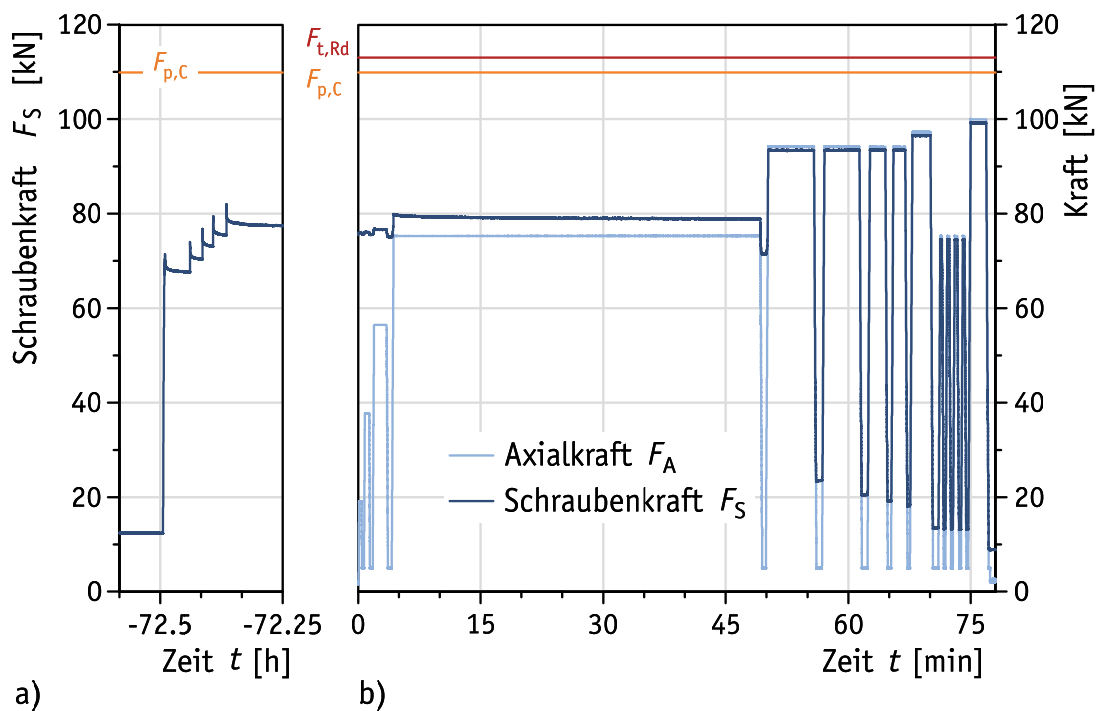 Schraubenkraft F_S [kN]
120
100
80
60
40
20
0
F_p,C
-72.5
-72.25
Zeit t [h]
a)
F_t,Rd
F_p,C
Axialkraft F_A
Schraubenkraft F_S
0
15
30
45
60
75
Zeit t [min]
b)
120
100
80
60
40
20
0
Kraft [kN]